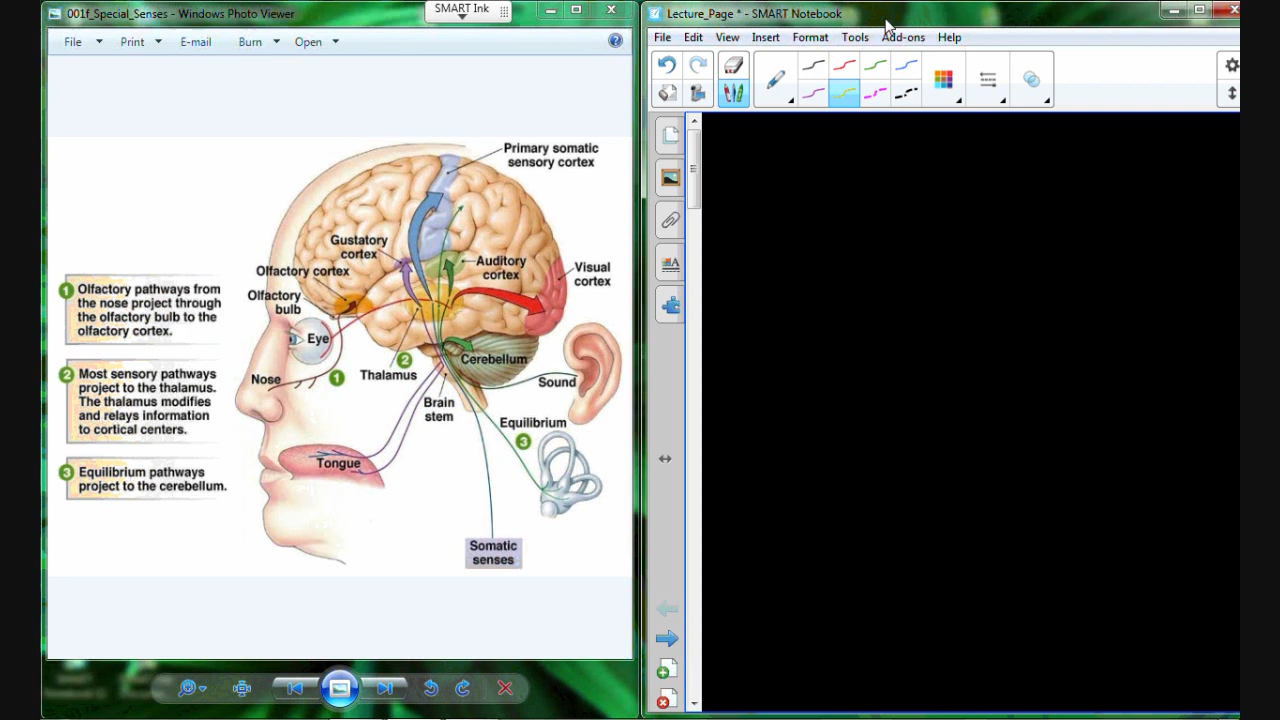 001f_Special_Senses - Windows Photo Viewer
SMART Ink
File Print E-mail Burn Open
Primary somatic
sensory cortex
Gustatory
cortex
Olfactory cortex
Auditory
cortex
Visual
cortex
Olfactory
bulb
Eye
1 Olfactory pathways from
the nose project through
the olfactory bulb to the
olfactory cortex.
2
Cerebellum
Nose
1
Thalamus
Sound
2 Most sensory pathways
project to the thalamus.
The thalamus modifies
and relays information
to cortical centers.
Brain
stem
Equilibrium
3
Tongue
3 Equilibrium pathways
project to the cerebellum.
Somatic
senses
Lecture_Page * - SMART Notebook
File Edit View Insert Format Tools Add-ons Help